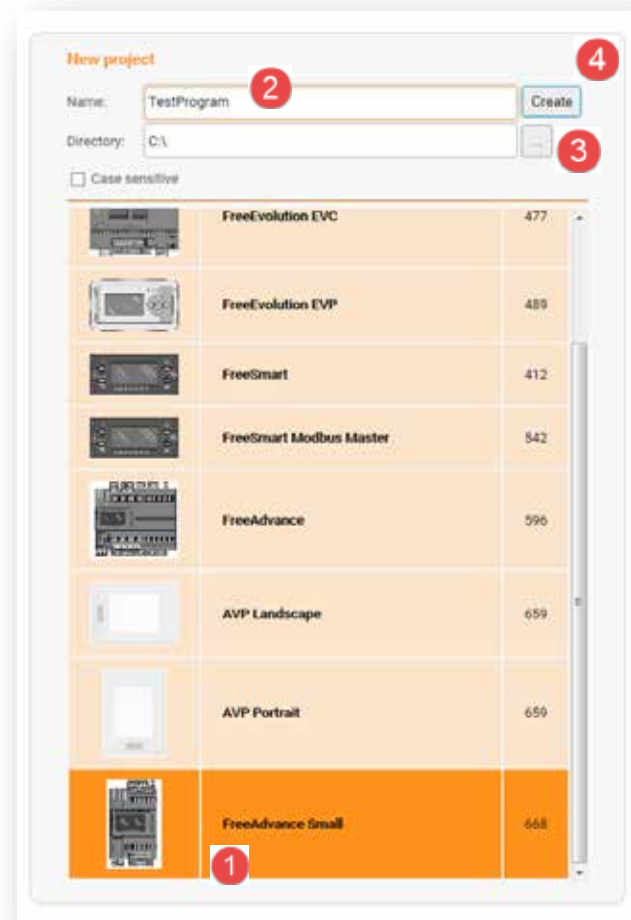 New project
4
Name:
TestProgram
2
Create
Directory:
C:\
...
3
Case sensitive
FreeEvolution EVC
477
FreeEvolution EVP
489
FreeSmart
412
FreeSmart Modbus Master
542
FreeAdvance
596
AVP Landscape
659
AVP Portrait
659
FreeAdvance Small
668
1